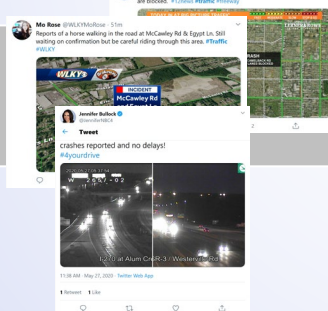 are blocked. #Cinews #traffic #freeway
Mo Rose @WLKYMoRose · 51m
Reports of a horse walking in the road at McCawley Rd & Egypt Ln. Still
waiting on confirmation but be careful riding through this area. #Traffic
#WLKY
WLKY
INCIDENT
McCawley Rd
CRASH
2
Jennifer Bullock
@JenniferNBC4
Tweet
crashes reported and no delays!
#4yourdrive
I-270 at Alum Crk
R-3 / Westerville Rd
11:38 AM · May 27, 2020 · Twitter Web App
1 Retweet 1 Like